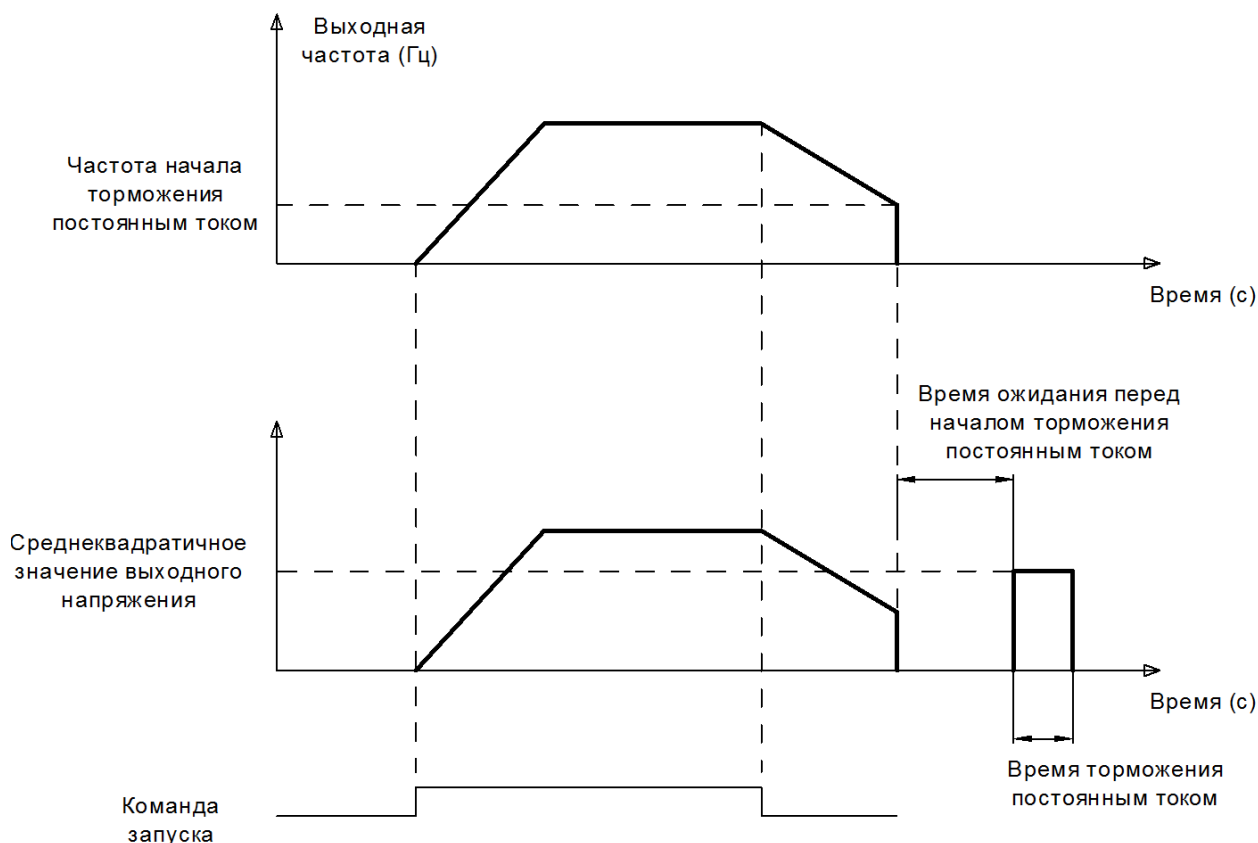 Выходная
частота (Гц)
Частота начала
торможения
постоянным током
Время (с)
Время ожидания перед
началом торможения
постоянным током
Среднеквадратичное
значение выходного
напряжения
Время (с)
Время торможения
постоянным током
Команда
запуска